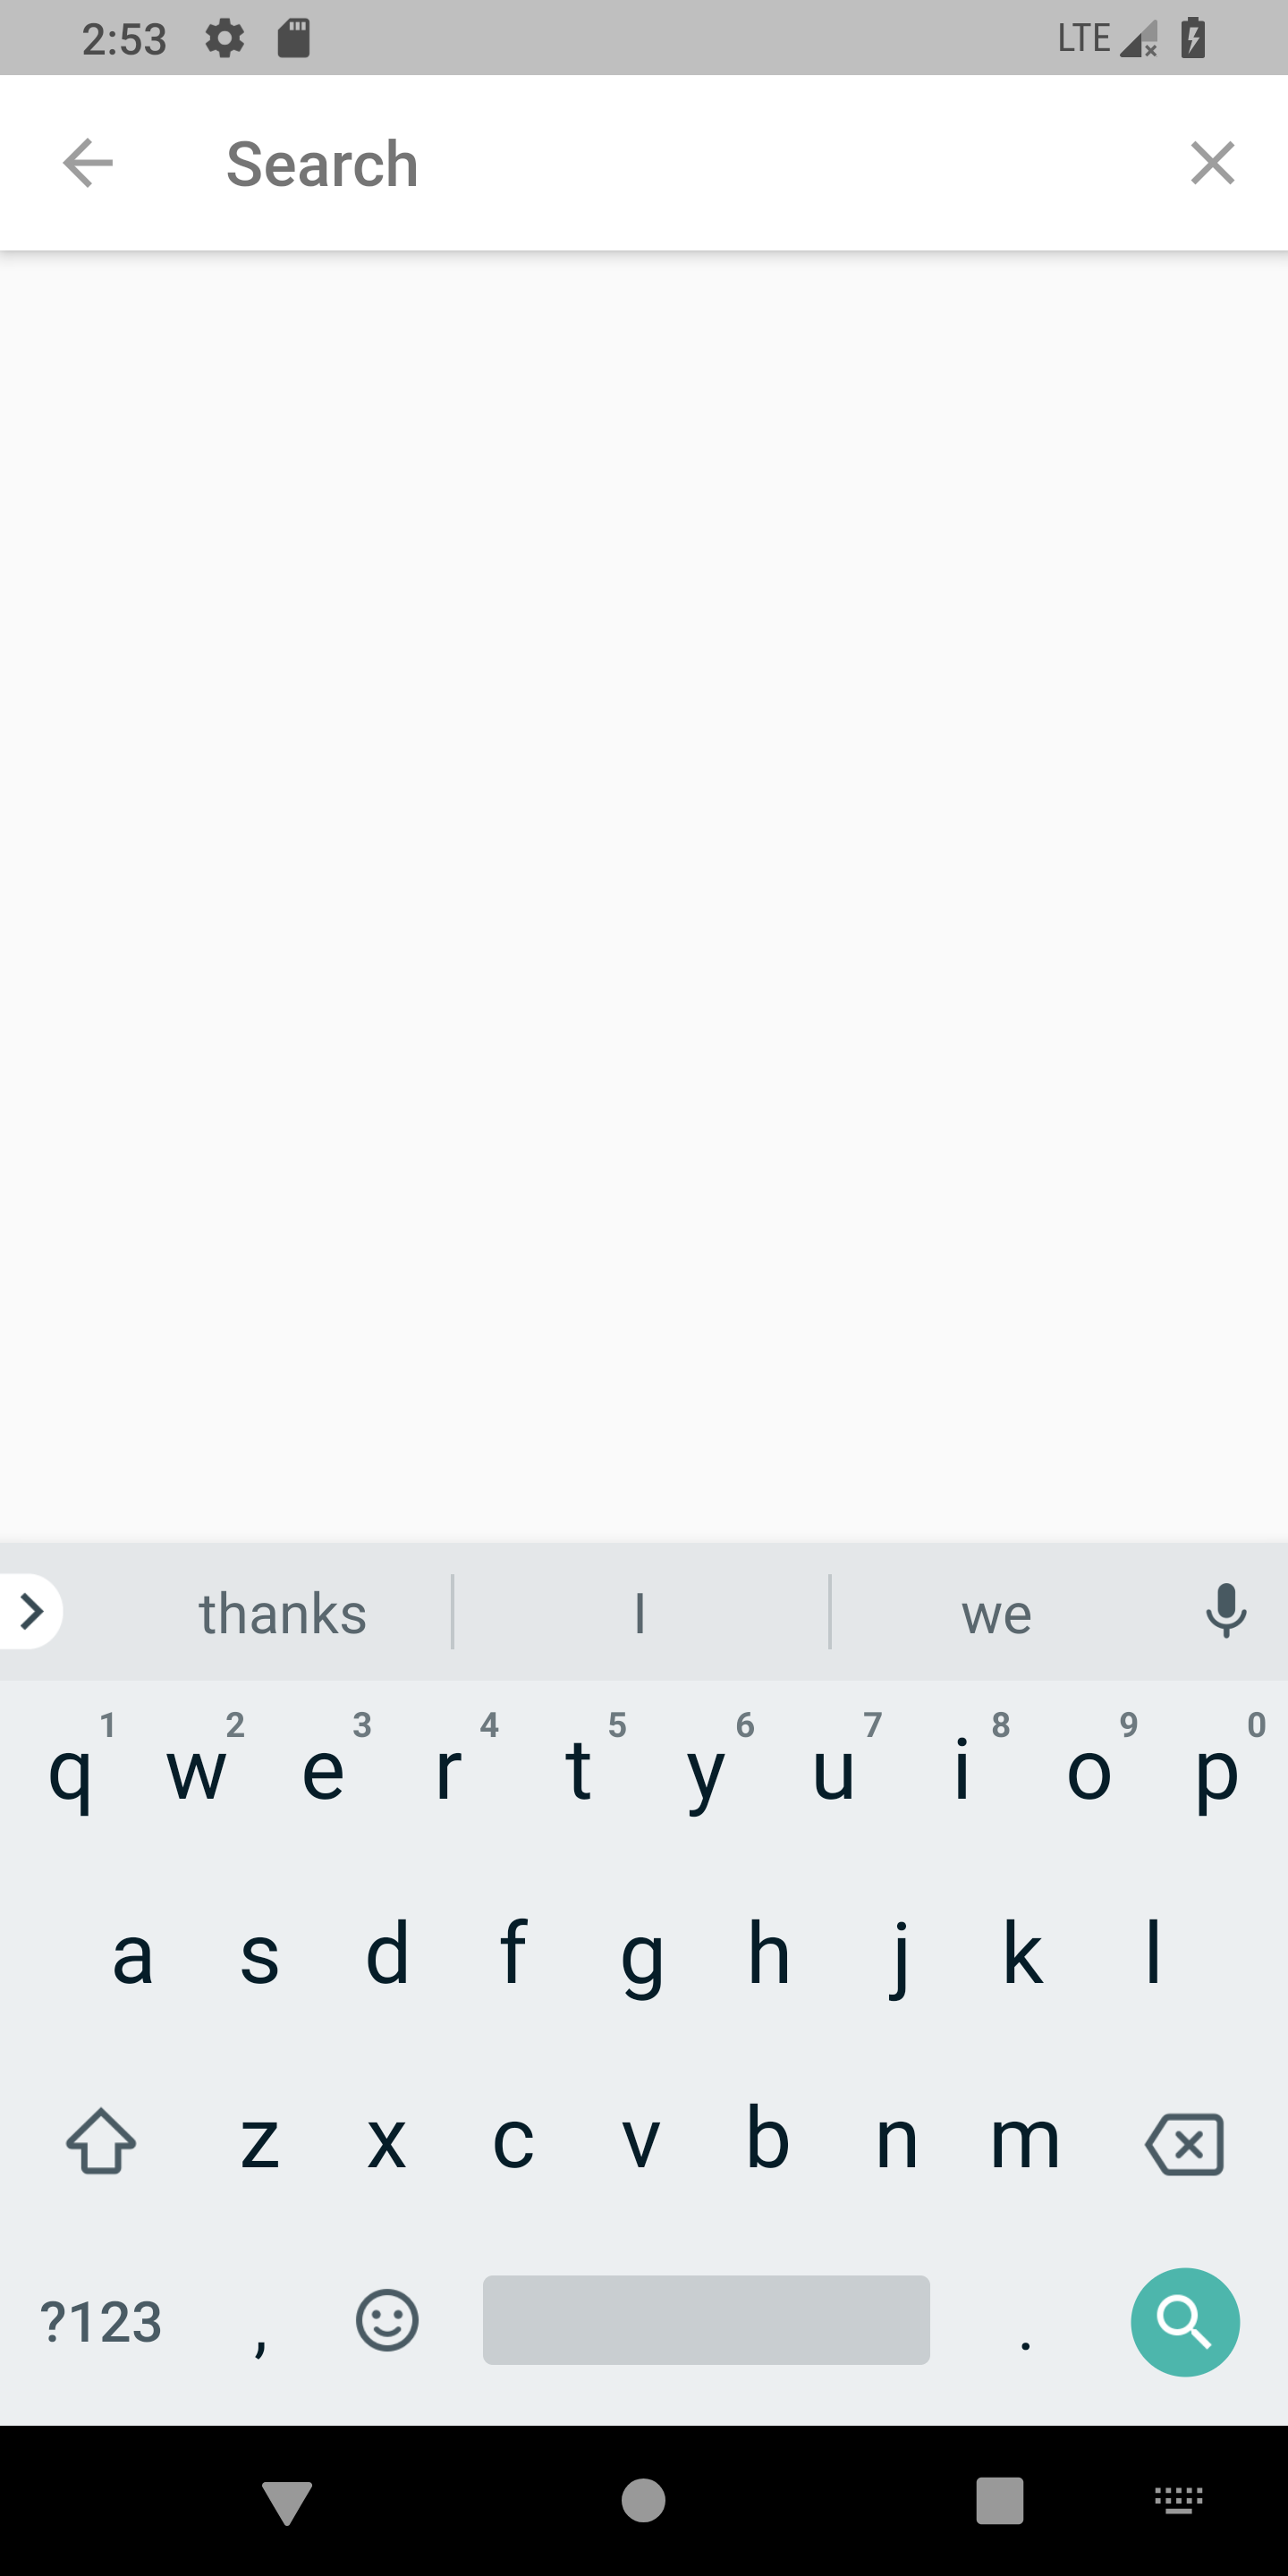 2:53 LTE
Search
thanks I we
1 2 3 4 5 6 7 8 9 0
q w e r t y u i o p
a s d f g h j k l
z x c v b n m
?123 , .